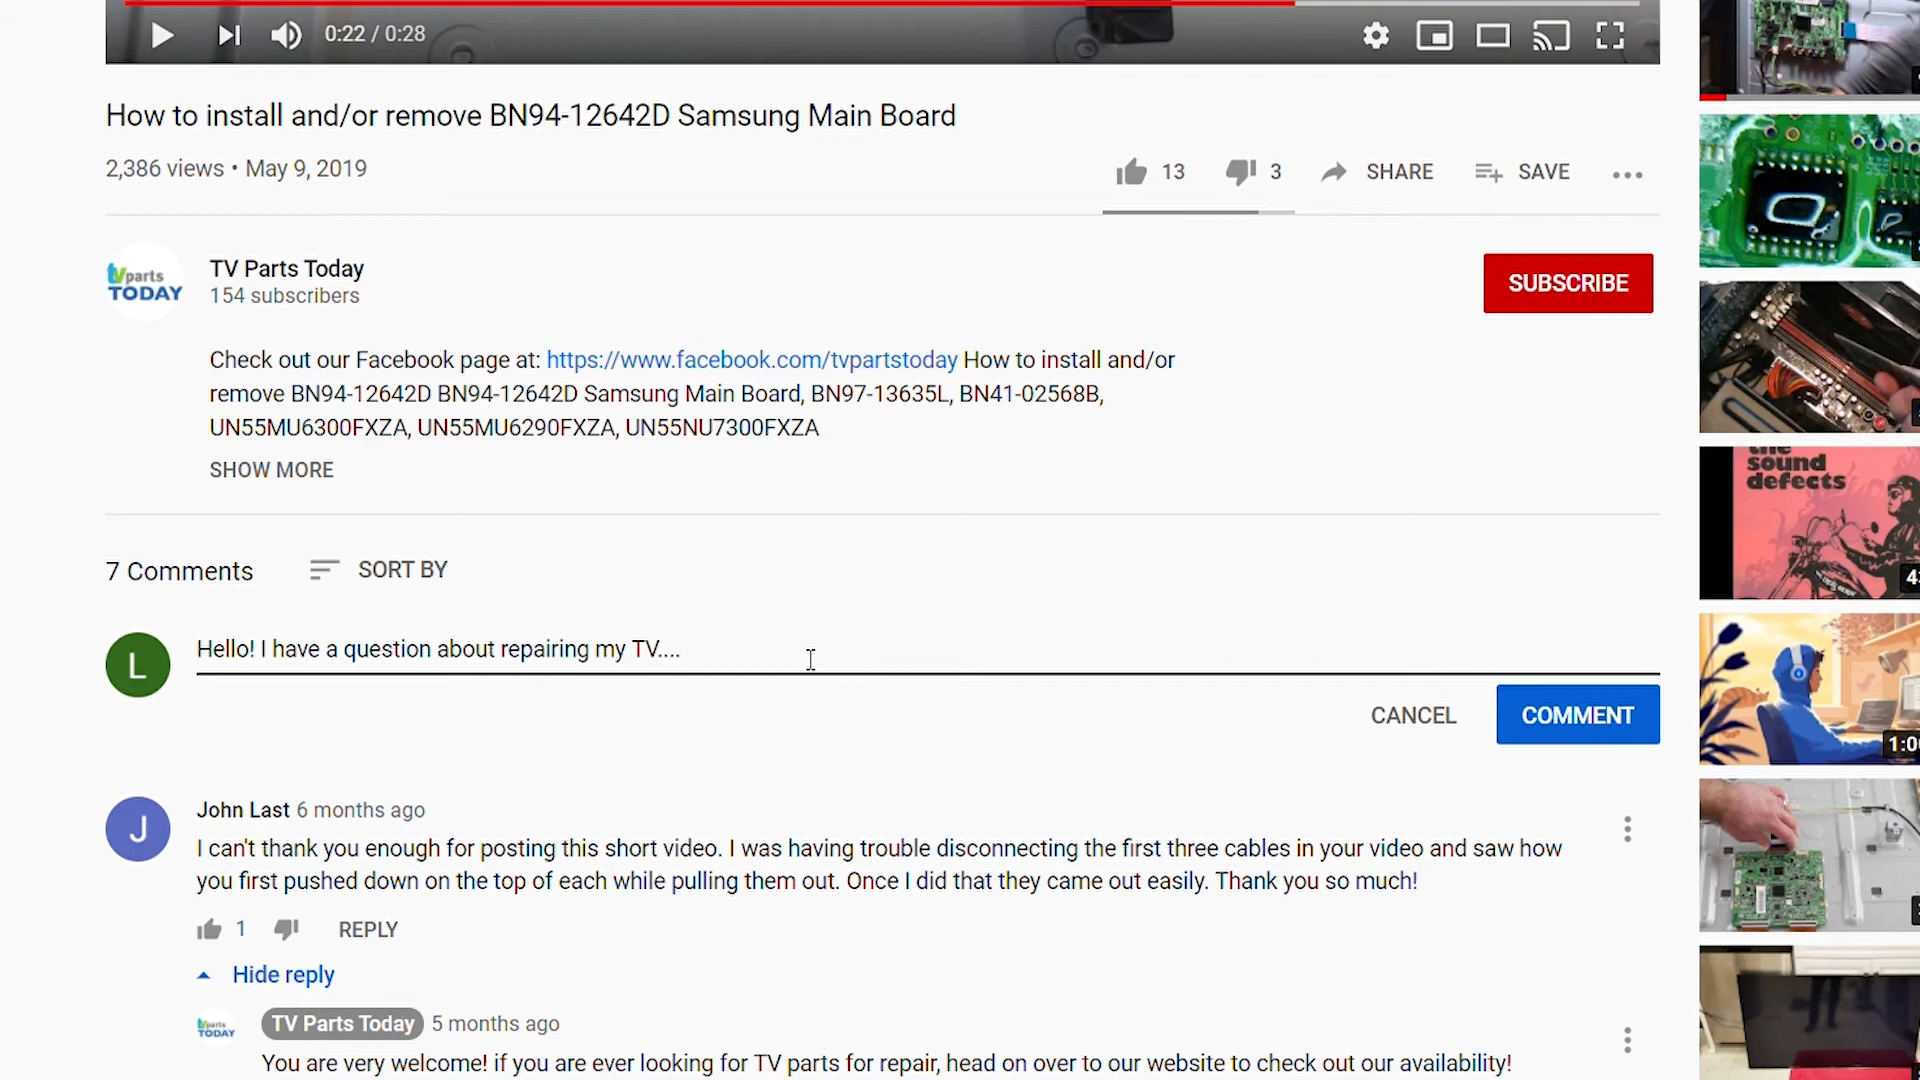 0:22 / 0:28
How to install and/or remove BN94-12642D Samsung Main Board
2,386 views • May 9, 2019
13
3
SHARE
SAVE
tvparts
TODAY
TV Parts Today
154 subscribers
SUBSCRIBE
Check out our Facebook page at: https://www.facebook.com/tvpartstoday How to install and/or
remove BN94-12642D BN94-12642D Samsung Main Board, BN97-13635L, BN41-02568B,
UN55MU6300FXZA, UN55MU6290FXZA, UN55NU7300FXZA
SHOW MORE
7 Comments
SORT BY
L
Hello! I have a question about repairing my TV....
CANCEL
COMMENT
J
John Last 6 months ago
I can't thank you enough for posting this short video. I was having trouble disconnecting the first three cables in your video and saw how
you first pushed down on the top of each while pulling them out. Once I did that they came out easily. Thank you so much!
1
REPLY
Hide reply
tvparts
TODAY
TV Parts Today 5 months ago
You are very welcome! if you are ever looking for TV parts for repair, head on over to our website to check out our availability!
the
sound
defects